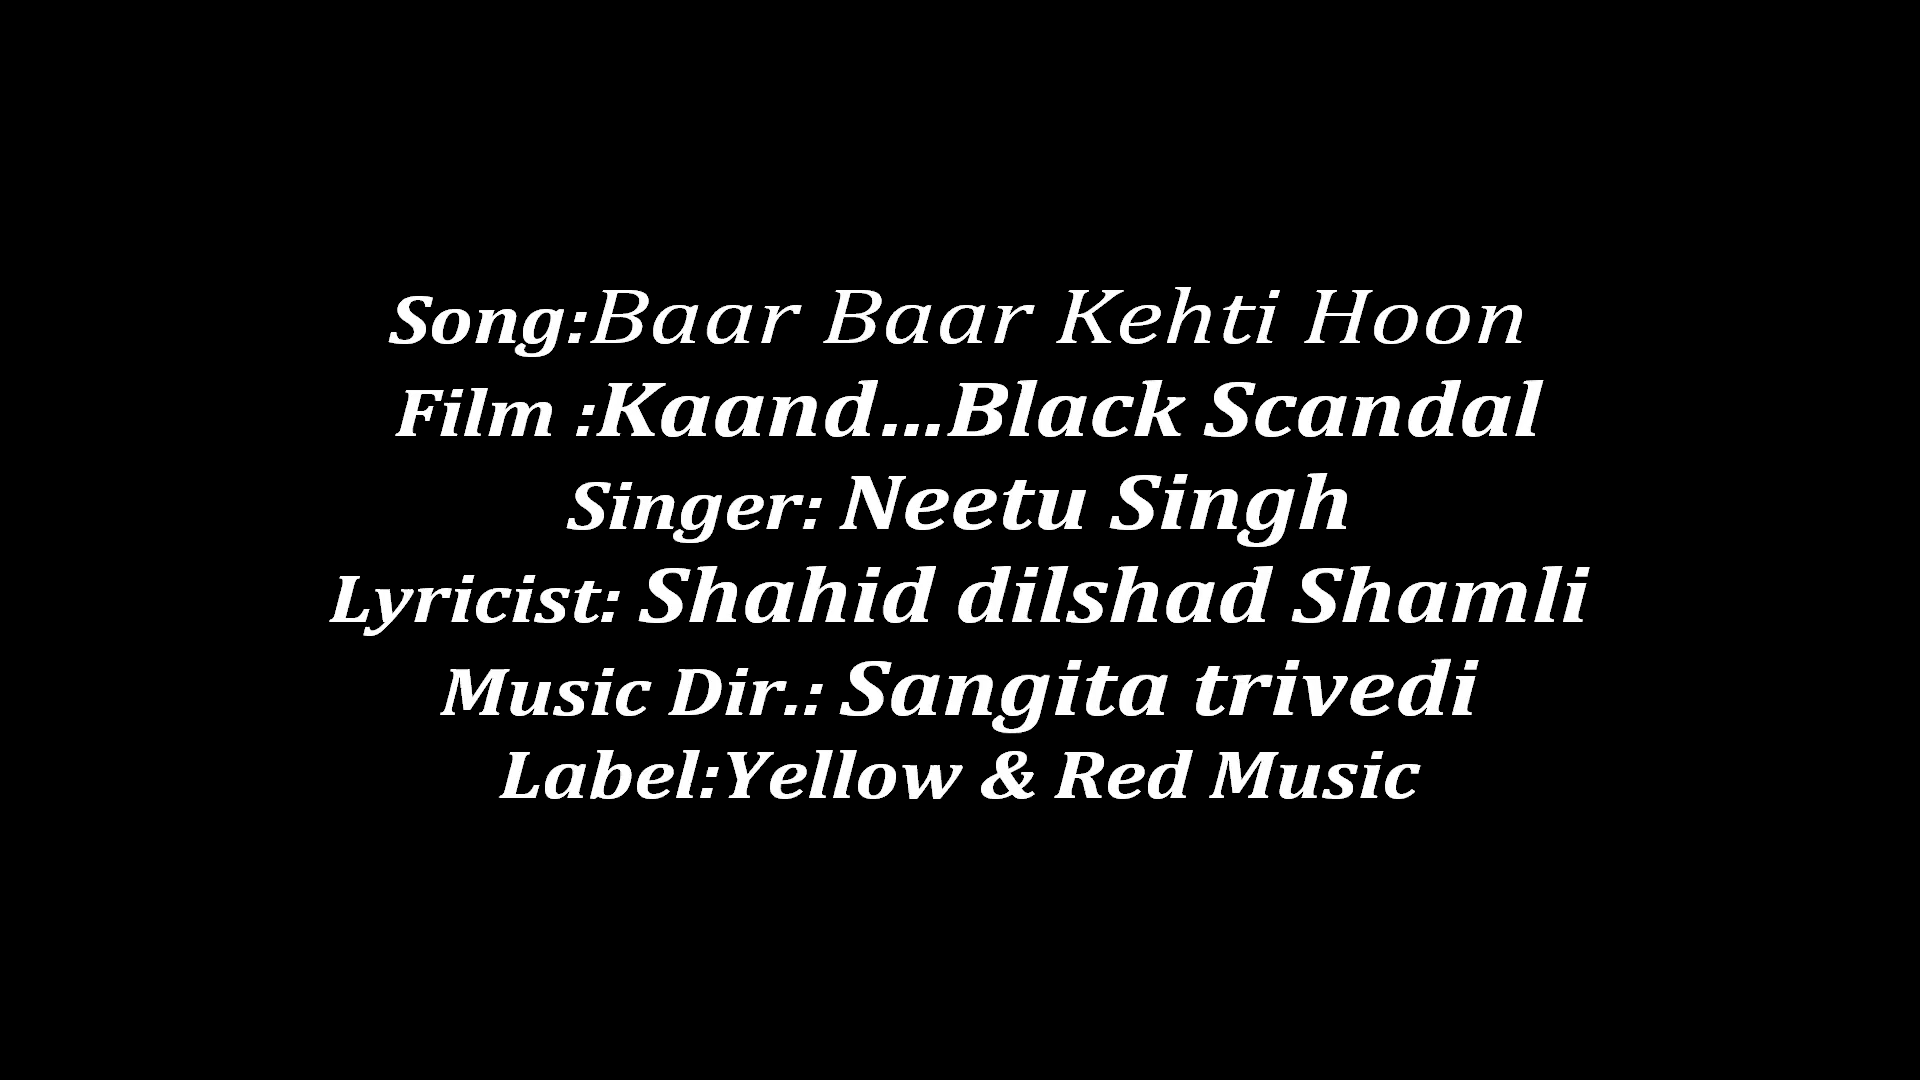 Song:Baar Baar Kehti Hoon
Film :Kaand...Black Scandal
Singer: Neetu Singh
Lyricist: Shahid dilshad Shamli
Music Dir.: Sangita trivedi
Label:Yellow & Red Music